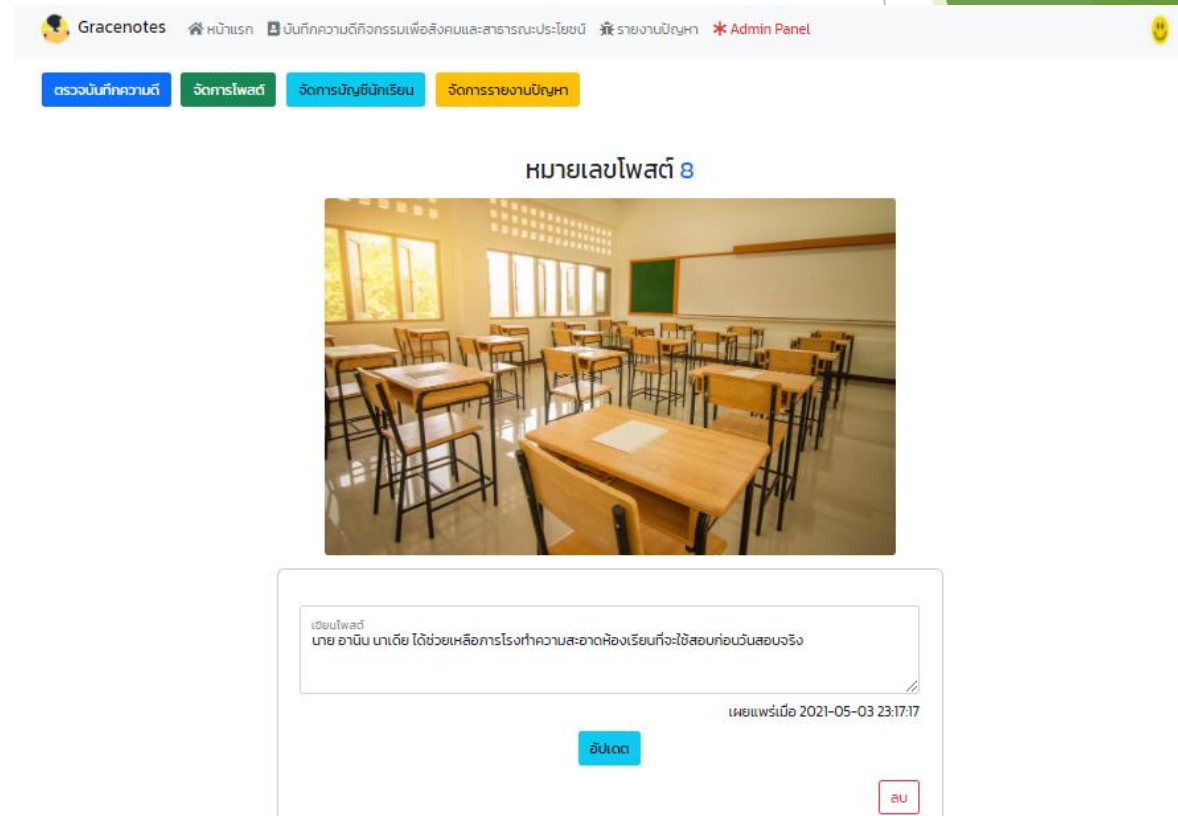 Gracenotes หน้าแรก บันทึกความดีกิจกรรมเพื่อสังคมและสาธารณะประโยชน์ รายงานปัญหา Admin Panel
ตรวจบันทึกความดี จัดการโพสต์ จัดการบัญชีนักเรียน จัดการรายงานปัญหา
หมายเลขโพสต์ 8
เขียนโพสต์
นาย อานิน นาเดีย ได้ช่วยเหลือภารโรงทำความสะอาดห้องเรียนที่จะใช้สอบก่อนวันสอบจริง
เผยแพร่เมื่อ 2021-05-03 23:17:17
อัปเดต
ลบ